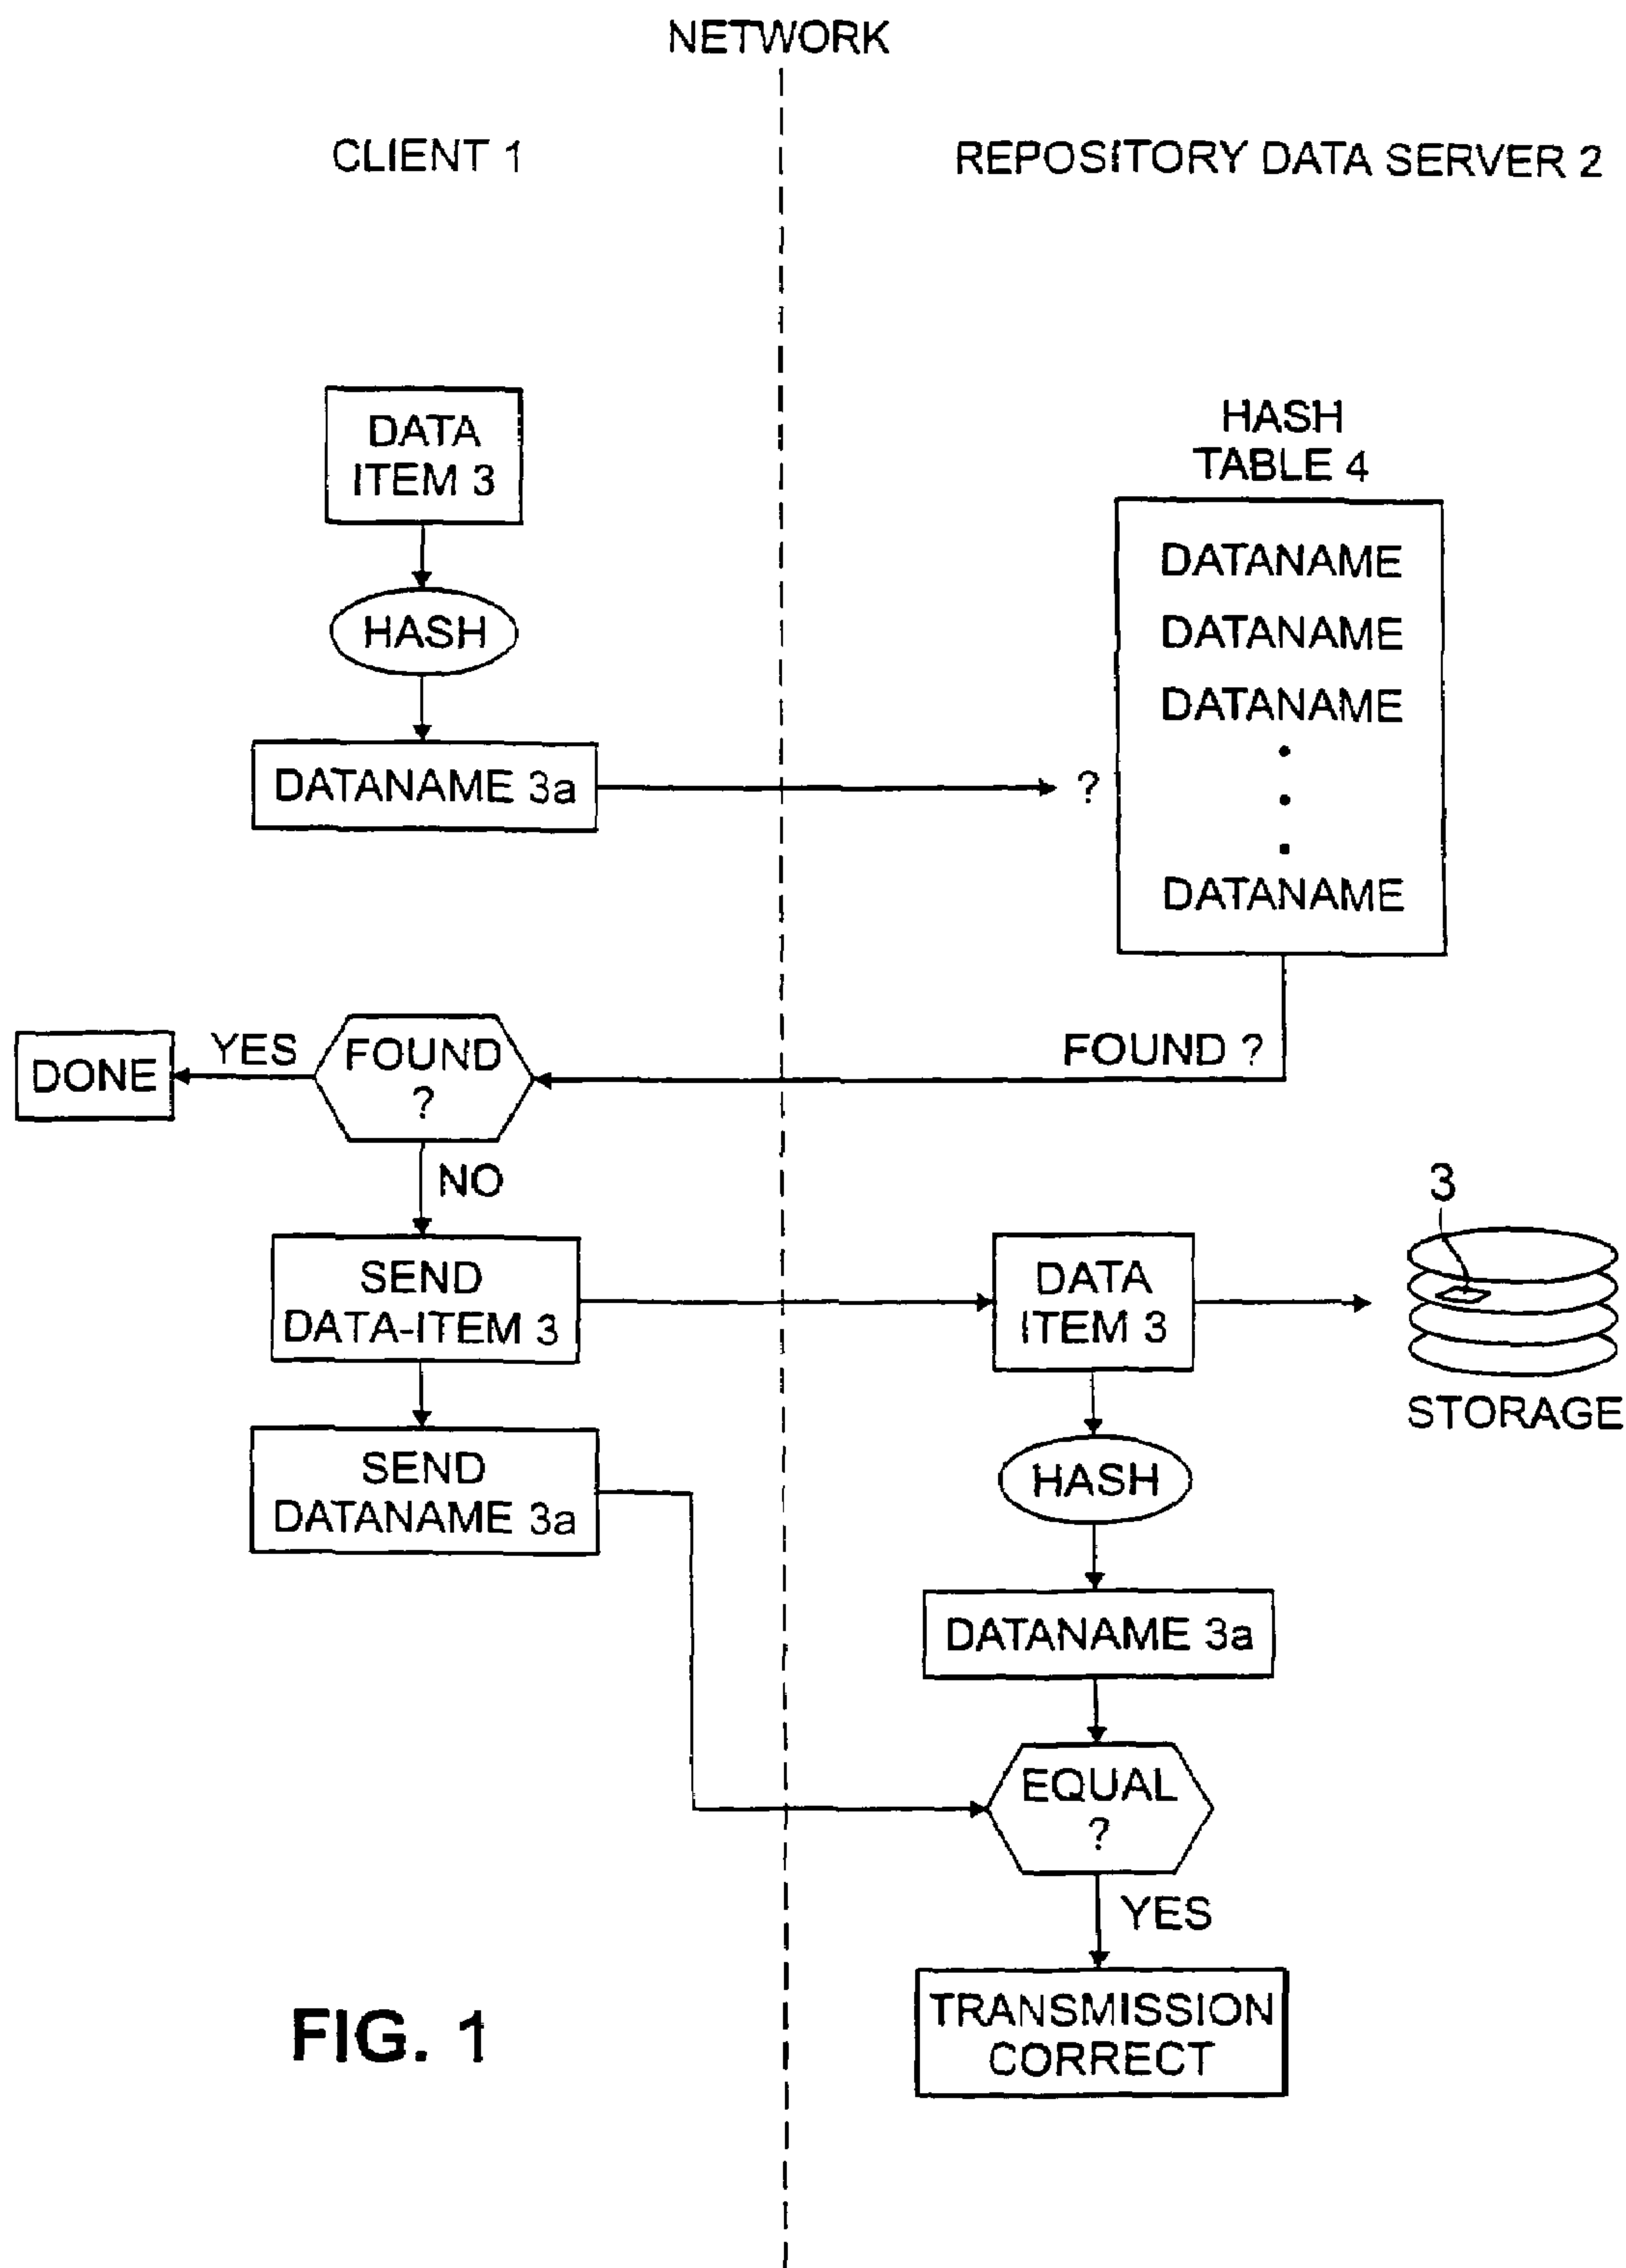 NETWORK
CLIENT 1
REPOSITORY DATA SERVER 2
DATA
ITEM 3
HASH
DATANAME 3a
?
HASH
TABLE 4
DATANAME
DATANAME
DATANAME
DATANAME
FOUND ?
FOUND
?
YES
DONE
NO
SEND
DATA-ITEM 3
SEND
DATANAME 3a
DATA
ITEM 3
3
STORAGE
HASH
DATANAME 3a
EQUAL
?
YES
TRANSMISSION
CORRECT
FIG. 1